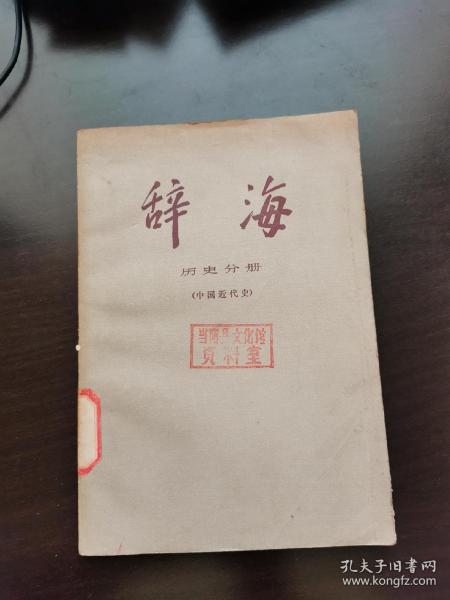 辞海
历史分册
(中国近代史)
当阳县文化馆
資料室
孔夫子旧书网
www.kongfz.com